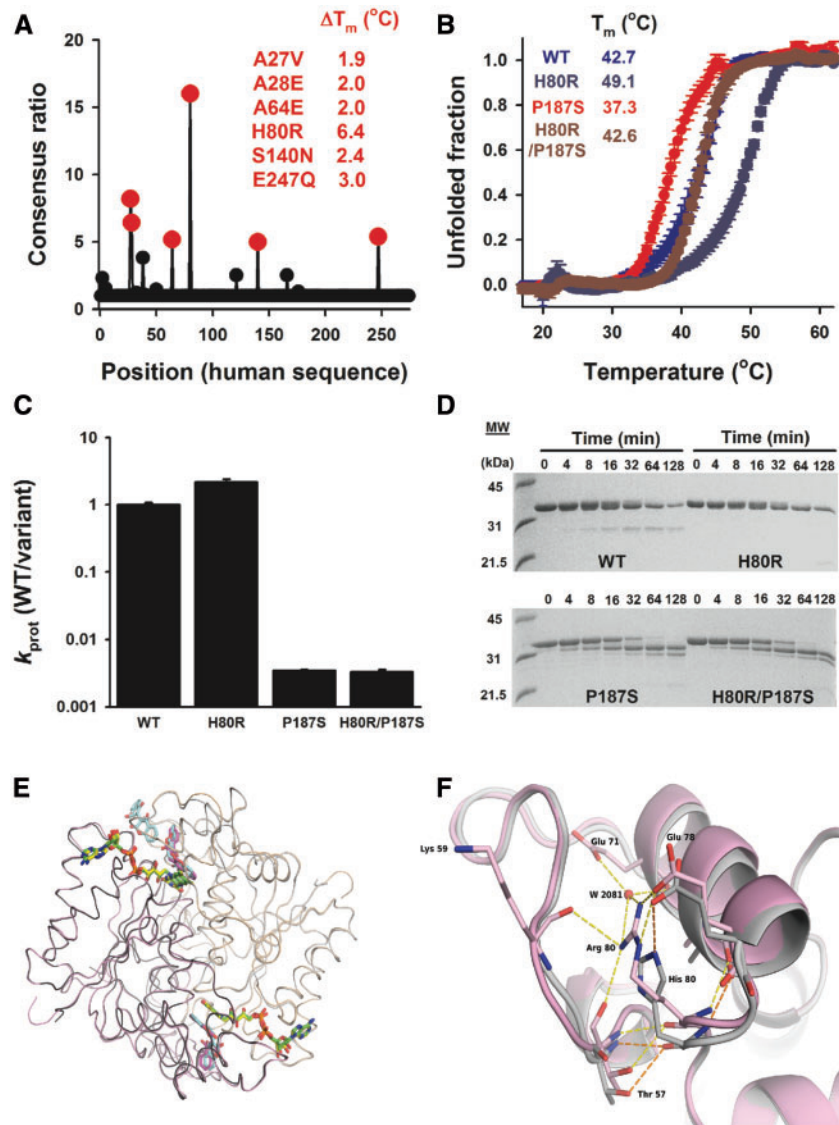 A
ΔTm (°C)
A27V 1.9
A28E 2.0
A64E 2.0
H80R 6.4
S140N 2.4
E247Q 3.0
Consensus ratio
20
15
10
5
0
0 50 100 150 200 250
Position (human sequence)
B
Tm (°C)
WT 42.7
H80R 49.1
P187S 37.3
H80R
/P187S 42.6
Unfolded fraction
1.0
0.8
0.6
0.4
0.2
0.0
20 30 40 50 60
Temperature (°C)
C
kprot (WT/variant)
10
1
0.1
0.01
0.001
WT H80R P187S H80R/P187S
D
MW
(kDa)
Time (min) Time (min)
0 4 8 16 32 64 128 0 4 8 16 32 64 128
45
31
21.5
WT H80R
0 4 8 16 32 64 128 0 4 8 16 32 64 128
45
31
21.5
P187S H80R/P187S
E
F
Lys 59
Glu 71
Glu 78
W 2081
Arg 80
His 80
Thr 57